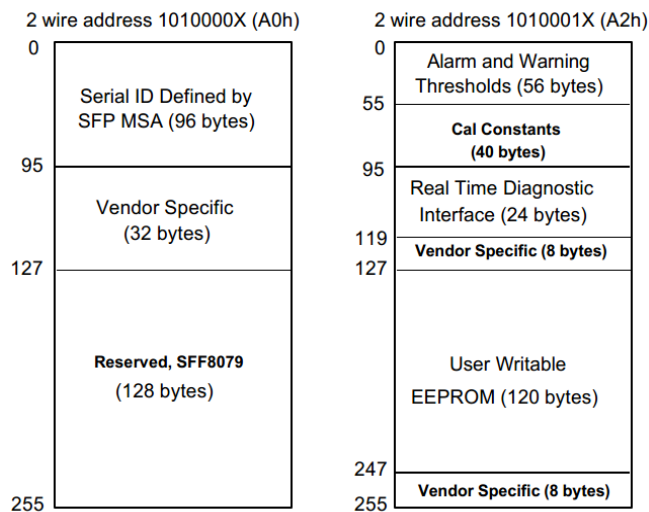 2 wire address 1010000X (A0h)
0
Serial ID Defined by
SFP MSA (96 bytes)
95
Vendor Specific
(32 bytes)
127
Reserved, SFF8079
(128 bytes)
255
2 wire address 1010001X (A2h)
0
Alarm and Warning
Thresholds (56 bytes)
55
Cal Constants
(40 bytes)
95
Real Time Diagnostic
Interface (24 bytes)
119
Vendor Specific (8 bytes)
127
User Writable
EEPROM (120 bytes)
247
Vendor Specific (8 bytes)
255